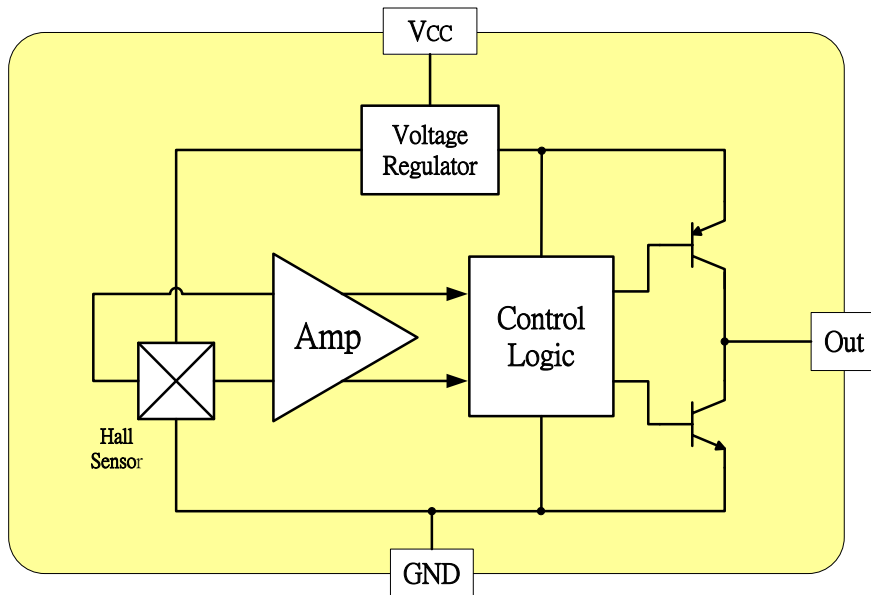 Vcc
Voltage
Regulator
Amp
Control
Logic
Out
Hall
Sensor
GND